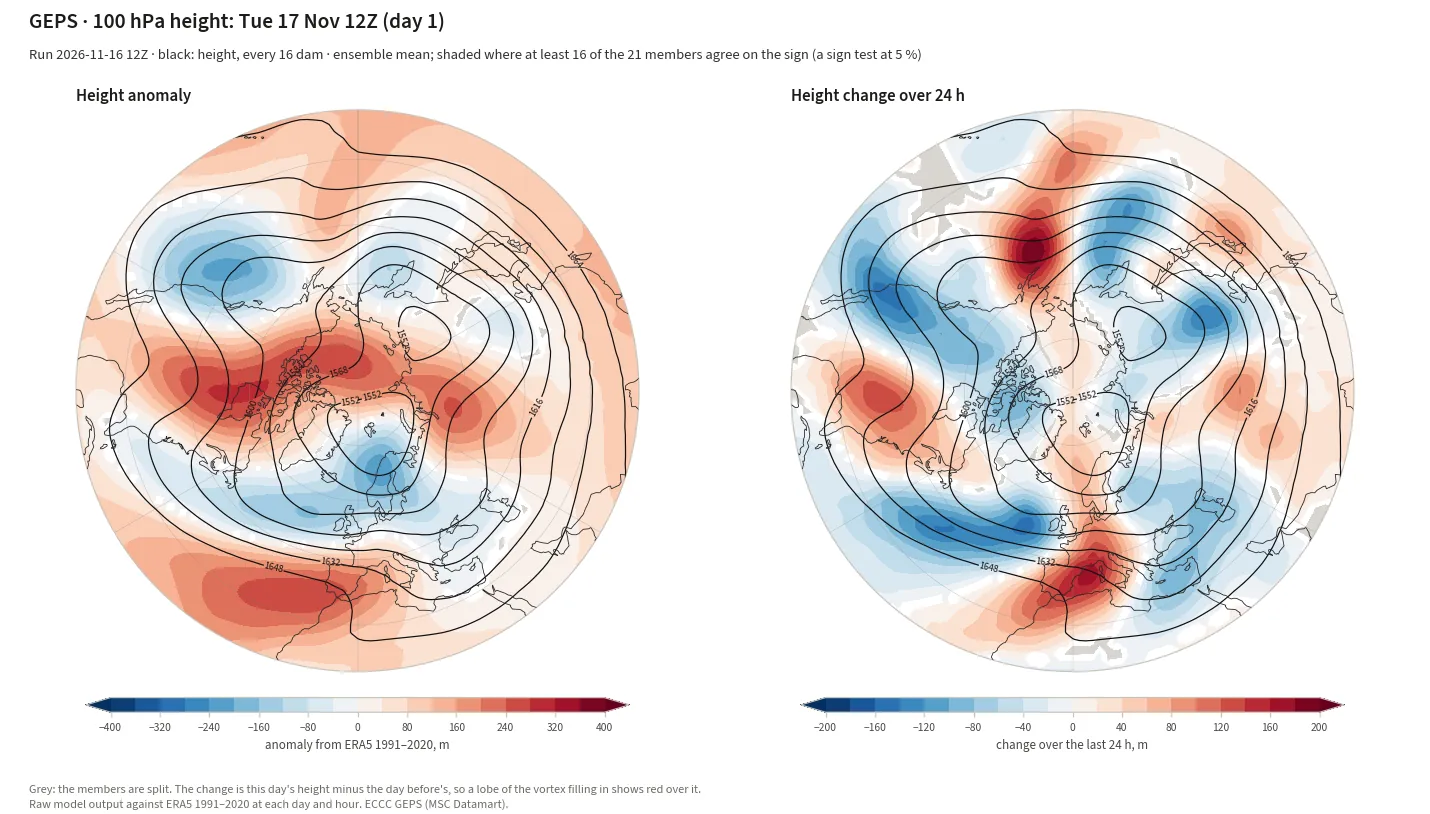 GEPS · 100 hPa height: Tue 17 Nov 12Z (day 1)
Run 2026-11-16 12Z · black: height, every 16 dam · ensemble mean; shaded where at least 16 of the 21 members agree on the sign (a sign test at 5 %)
Height anomaly
Height change over 24 h
1664
1552
1568
1600
1552
1552
1616
1632
1648
1664
1552
1568
1600
1552
1552
1616
1632
1648
−400 −320 −240 −160 −80 0 80 160 240 320 400
anomaly from ERA5 1991–2020, m
−200 −160 −120 −80 −40 0 40 80 120 160 200
change over the last 24 h, m
Grey: the members are split. The change is this day's height minus the day before's, so a lobe of the vortex filling in shows red over it.
Raw model output against ERA5 1991–2020 at each day and hour. ECCC GEPS (MSC Datamart).